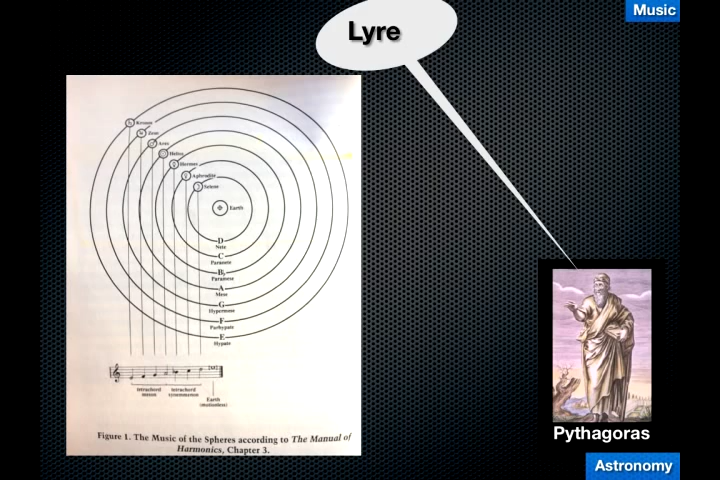 Music
Lyre
Kronos
Zeus
Ares
Helios
Hermes
Aphrodite
Selene
Earth
D
Nete
C
Paranete
B♭
Paramese
A
Mese
G
Hypermese
F
Parhypate
E
Hypate
[M]
tetrachord
meson
tetrachord
synemmenon
Earth
(motionless)
Figure 1. The Music of the Spheres according to The Manual of
Harmonics, Chapter 3.
Pythagoras
Astronomy